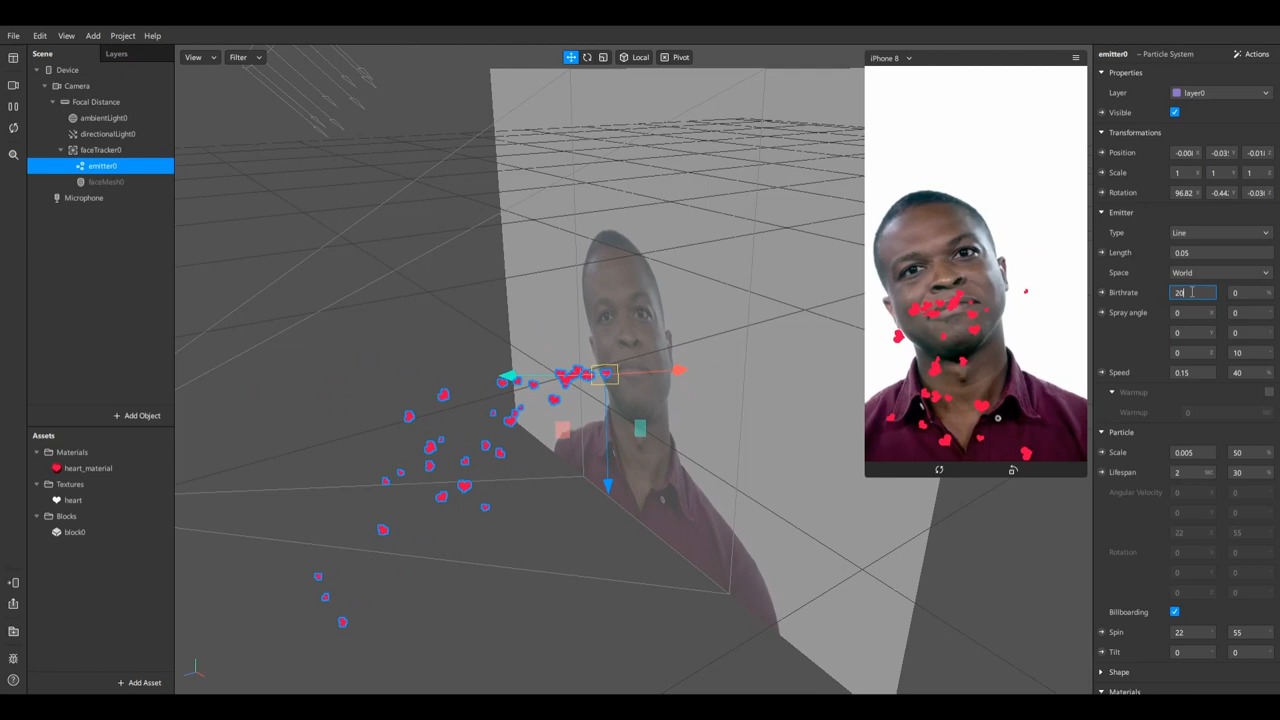 File Edit View Add Project Help
Scene Layers
Device
Camera
Focal Distance
ambientLight0
directionalLight0
faceTracker0
emitter0
faceMesh0
Microphone
Add Object
Assets
Materials
heart_material
Textures
heart
Blocks
block0
Add Asset
View Filter Local Pivot
iPhone 8
emitter0 – Particle System Actions
Properties
Layer layer0
Visible
Transformations
Position X Y Z
Scale 1 X 1 Y 1 Z
Rotation 96.82 X Y Z
Emitter
Type Line
Length 0.05
Space World
Birthrate 20 0 %
Spray angle 0 X 0 °
0 Y 0 °
0 Z 10 °
Speed 0.15 40 %
Warmup
Warmup 0
Particle
Scale 0.005 50 %
Lifespan 2 SEC 30 %
Angular Velocity 0 0
0 0
22 55
Rotation 0 0
0 0
0 0
Billboarding
Spin 22 ° 55 °
Tilt 0 ° 0 °
Shape
Materials